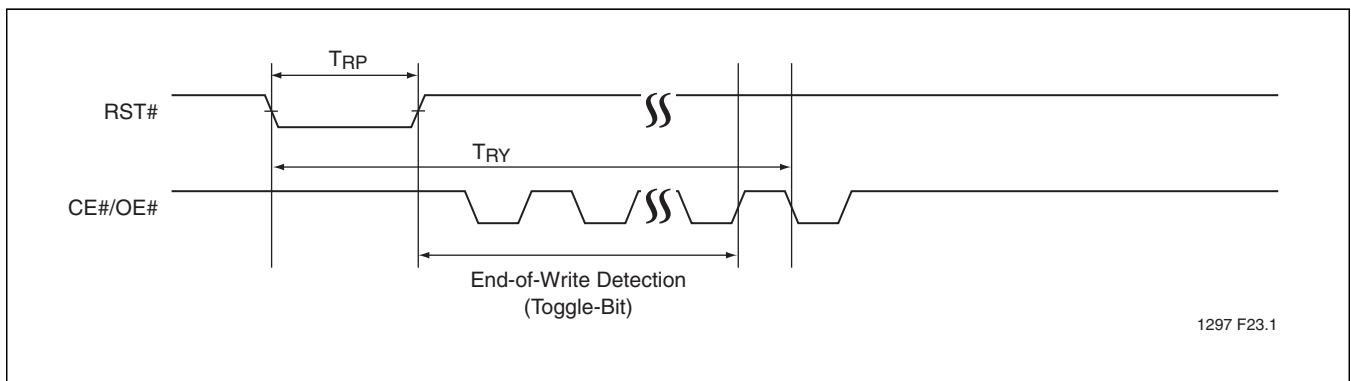 TRP
RST#
TRY
CE#/OE#
End-of-Write Detection
(Toggle-Bit)
1297 F23.1